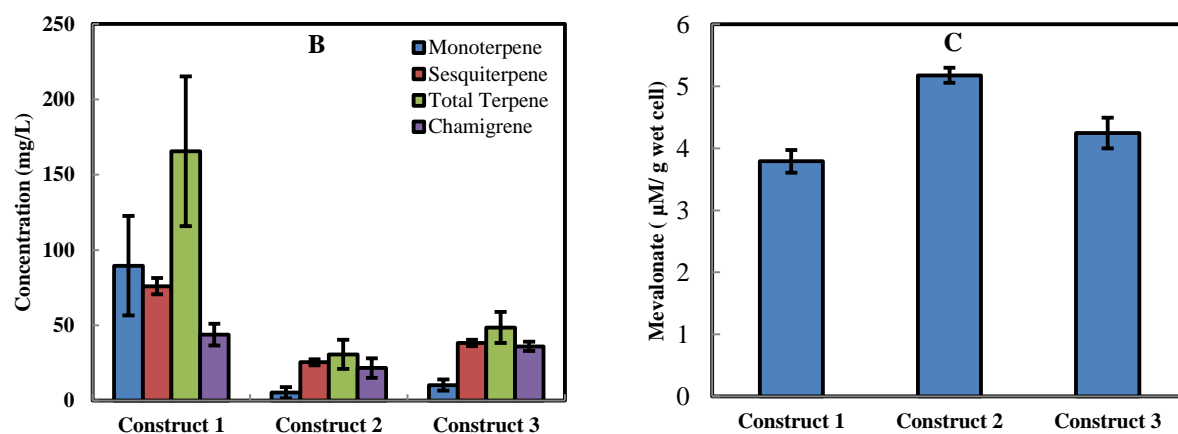 B
Monoterpene
Sesquiterpene
Total Terpene
Chamigrene
Concentration (mg/L)
250
200
150
100
50
0
Construct 1 Construct 2 Construct 3
C
Mevalonate ( µM/ g wet cell)
6
5
4
3
2
1
0
Construct 1 Construct 2 Construct 3